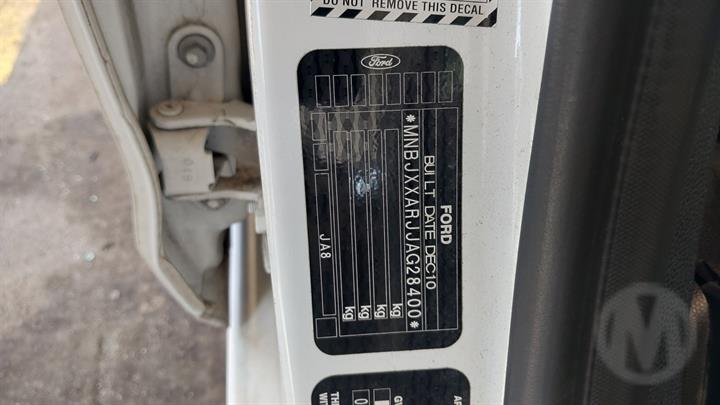 DO NOT REMOVE THIS DECAL
Ford
FORD
BUILT DATE DEC10
*MNBJXXARJJAG28400*
kg
kg
kg
kg
JA8
M